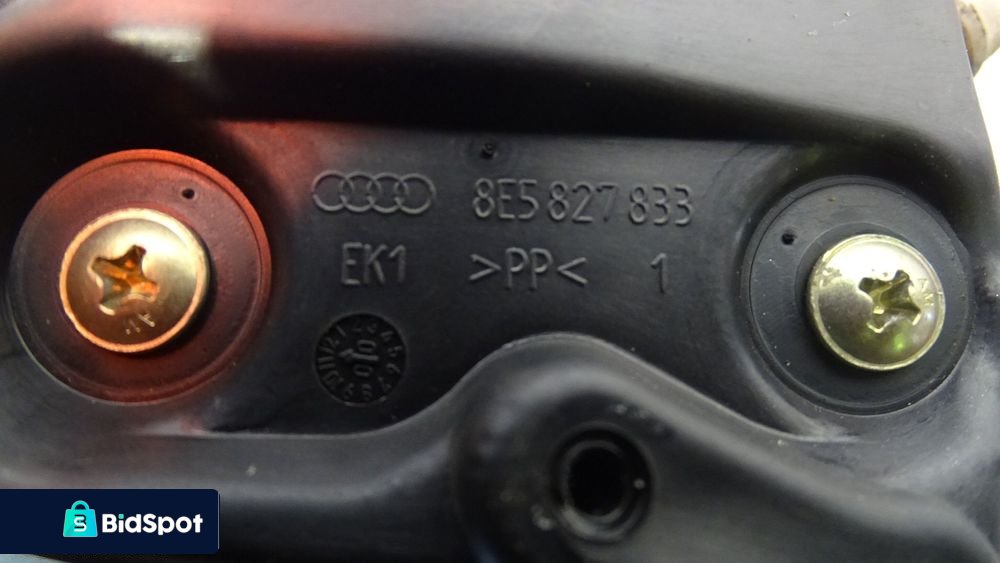 8E5 827 833
EK1 >PP< 1
BidSpot